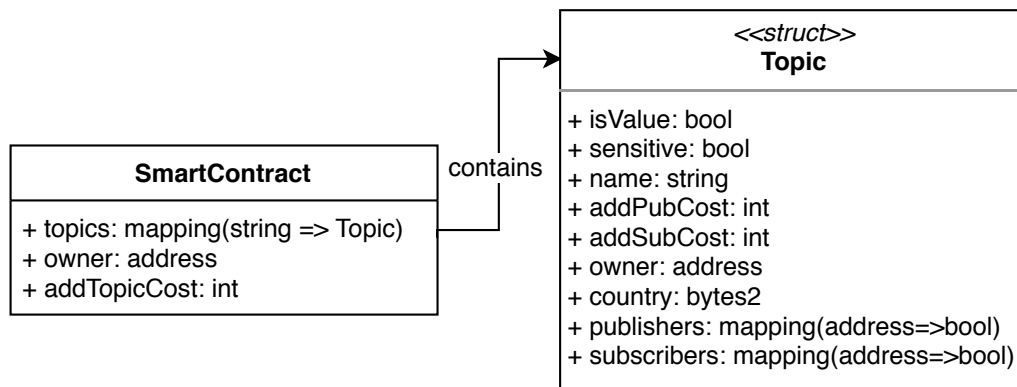 SmartContract
+ topics: mapping(string => Topic)
+ owner: address
+ addTopicCost: int
contains
<<struct>>
Topic
+ isValue: bool
+ sensitive: bool
+ name: string
+ addPubCost: int
+ addSubCost: int
+ owner: address
+ country: bytes2
+ publishers: mapping(address=>bool)
+ subscribers: mapping(address=>bool)